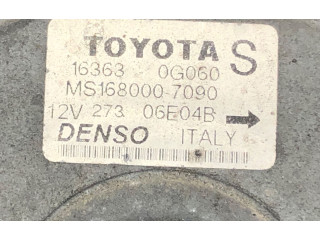 TOYOTA S
16363 0G060
MS168000-7090
12V 273 06E04B
DENSO ITALY